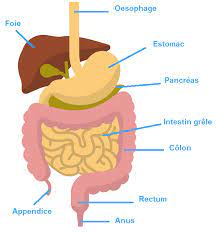 Oesophage
Foie
Estomac
Pancréas
Intestin grêle
Côlon
Rectum
Appendice
Anus